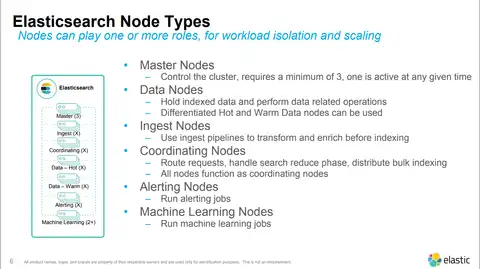 Elasticsearch Node Types
Nodes can play one or more roles, for workload isolation and scaling
Elasticsearch
Master (3)
Ingest (X)
Coordinating (X)
Data – Hot (X)
Data – Warm (X)
Alerting (X)
Machine Learning (2+)
• Master Nodes
– Control the cluster, requires a minimum of 3, one is active at any given time
• Data Nodes
– Hold indexed data and perform data related operations
– Differentiated Hot and Warm Data nodes can be used
• Ingest Nodes
– Use ingest pipelines to transform and enrich before indexing
• Coordinating Nodes
– Route requests, handle search reduce phase, distribute bulk indexing
– All nodes function as coordinating nodes
• Alerting Nodes
– Run alerting jobs
• Machine Learning Nodes
– Run machine learning jobs
6
All product names, logos, and brands are property of their respective owners and are used only for identification purposes. This is not an endorsement.
elastic